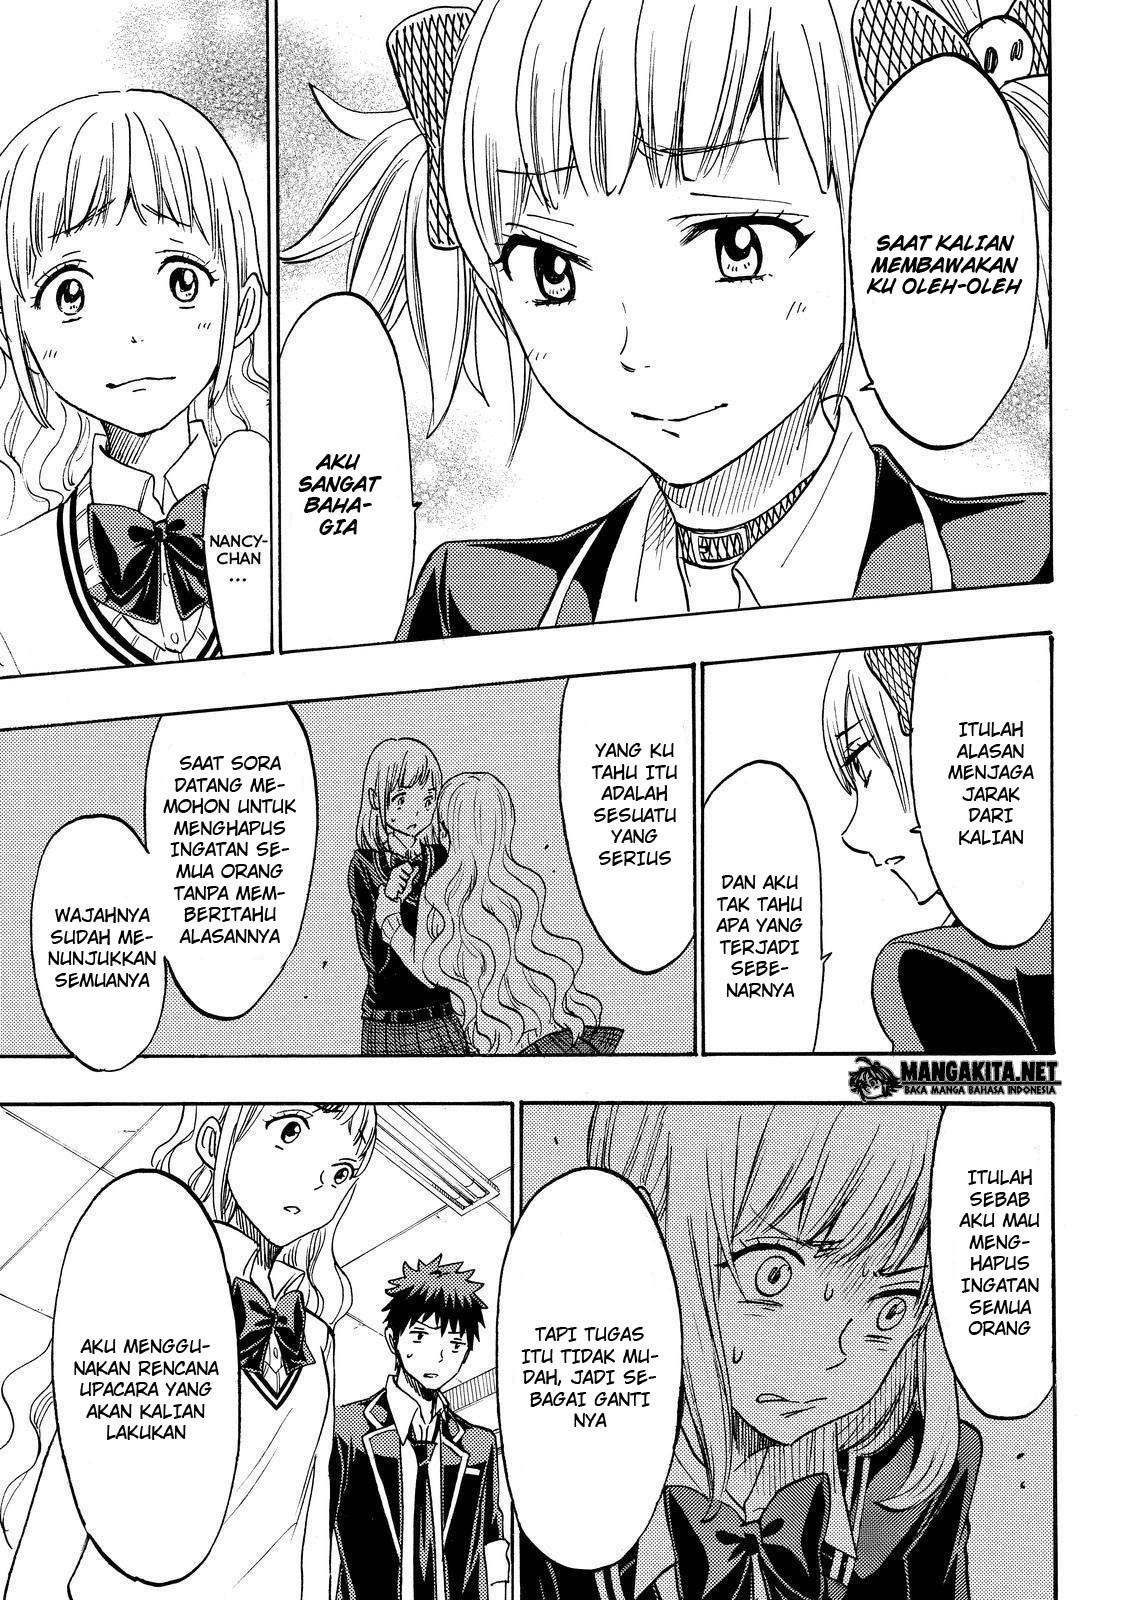 SAAT KALIAN
MEMBAWAKAN
KU OLEH-OLEH
AKU
SANGAT
BAHA-
GIA
NANCY-
CHAN
...
ITULAH
ALASAN
MENJAGA
JARAK
DARI
KALIAN
DAN AKU
TAK TAHU
APA YANG
TERJADI
SEBE-
NARNYA
YANG KU
TAHU ITU
ADALAH
SESUATU
YANG
SERIUS
SAAT SORA
DATANG ME-
MOHON UNTUK
MENGHAPUS
INGATAN SE-
MUA ORANG
TANPA MEM-
BERITAHU
ALASANNYA
WAJAHNYA
SUDAH ME-
NUNJUKKAN
SEMUANYA
MANGAKITA.NET
BACA MANGA BAHASA INDONESIA
ITULAH
SEBAB
AKU MAU
MENG-
HAPUS
INGATAN
SEMUA
ORANG
TAPI TUGAS
ITU TIDAK MU-
DAH, JADI SE-
BAGAI GANTI
NYA
AKU MENGGU-
NAKAN RENCANA
UPACARA YANG
AKAN KALIAN
LAKUKAN